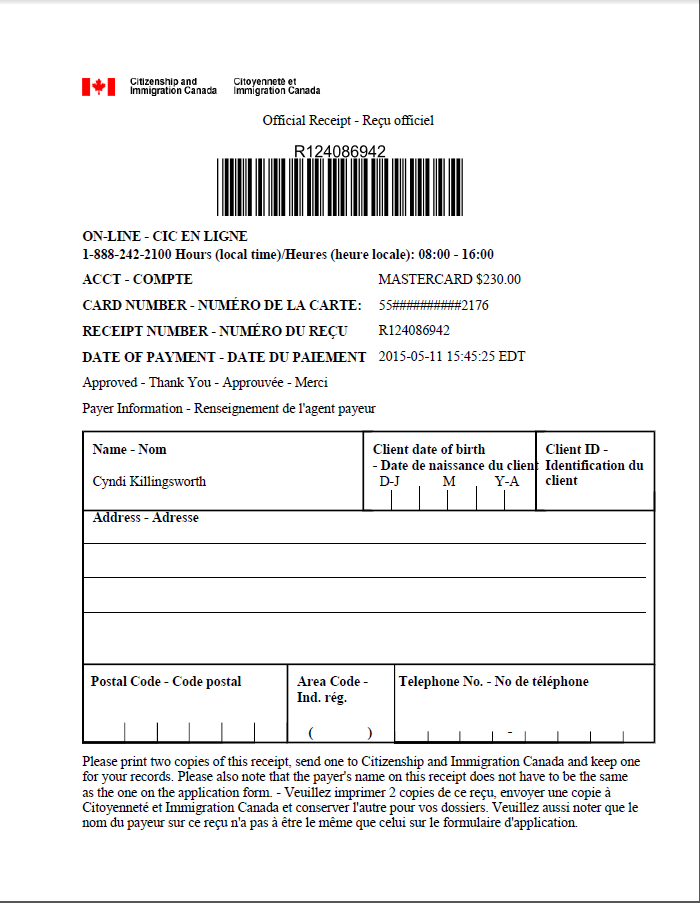 Citizenship and Citoyenneté et
Immigration Canada Immigration Canada
Official Receipt - Reçu officiel
R124086942
ON-LINE - CIC EN LIGNE
1-888-242-2100 Hours (local time)/Heures (heure locale): 08:00 - 16:00
ACCT - COMPTE MASTERCARD $230.00
CARD NUMBER - NUMÉRO DE LA CARTE: 55##########2176
RECEIPT NUMBER - NUMÉRO DU REÇU R124086942
DATE OF PAYMENT - DATE DU PAIEMENT 2015-05-11 15:45:25 EDT
Approved - Thank You - Approuvée - Merci
Payer Information - Renseignement de l'agent payeur
Name - Nom
Cyndi Killingsworth
Client date of birth
- Date de naissance du client
D-J M Y-A
Client ID -
Identification du
client
Address - Adresse
Postal Code - Code postal
Area Code -
Ind. rég.
( )
Telephone No. - No de téléphone
-
Please print two copies of this receipt, send one to Citizenship and Immigration Canada and keep one
for your records. Please also note that the payer's name on this receipt does not have to be the same
as the one on the application form. - Veuillez imprimer 2 copies de ce reçu, envoyer une copie à
Citoyenneté et Immigration Canada et conserver l'autre pour vos dossiers. Veuillez aussi noter que le
nom du payeur sur ce reçu n'a pas à être le même que celui sur le formulaire d'application.